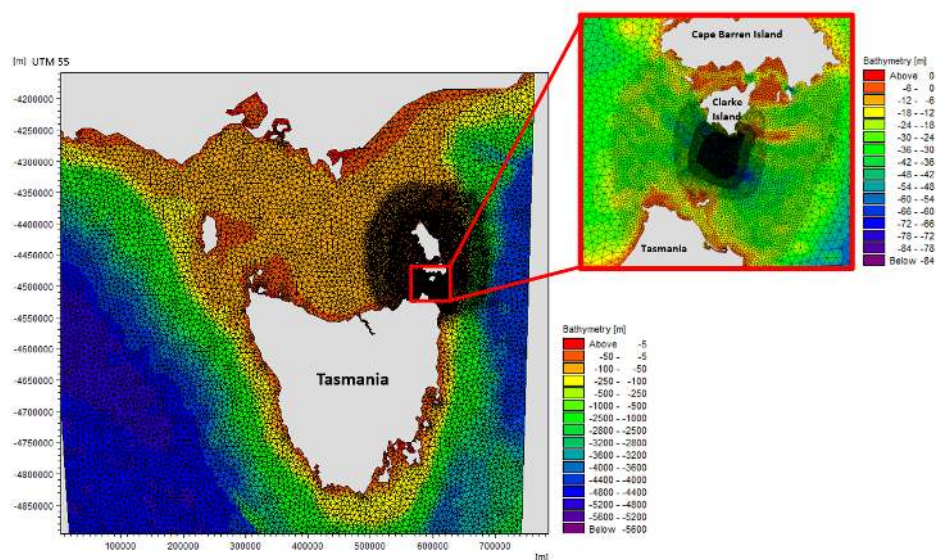 [m] UTM 55
-4200000
-4250000
-4300000
-4350000
-4400000
-4450000
-4500000
-4550000
-4600000
-4650000
-4700000
-4750000
-4800000
-4850000
100000 200000 300000 400000 500000 600000 700000
[m]
Tasmania
Cape Barren Island
Clarke
Island
Tasmania
Bathymetry [m]
Above 0
-6 - 0
-12 - -6
-18 - -12
-24 - -18
-30 - -24
-36 - -30
-42 - -36
-48 - -42
-54 - -48
-60 - -54
-66 - -60
-72 - -66
-78 - -72
-84 - -78
Below -84
Bathymetry [m]
Above -5
-50 - -5
-100 - -50
-250 - -100
-500 - -250
-1000 - -500
-2500 - -1000
-2800 - -2500
-3200 - -2800
-3600 - -3200
-4000 - -3600
-4400 - -4000
-4800 - -4400
-5200 - -4800
-5600 - -5200
Below -5600